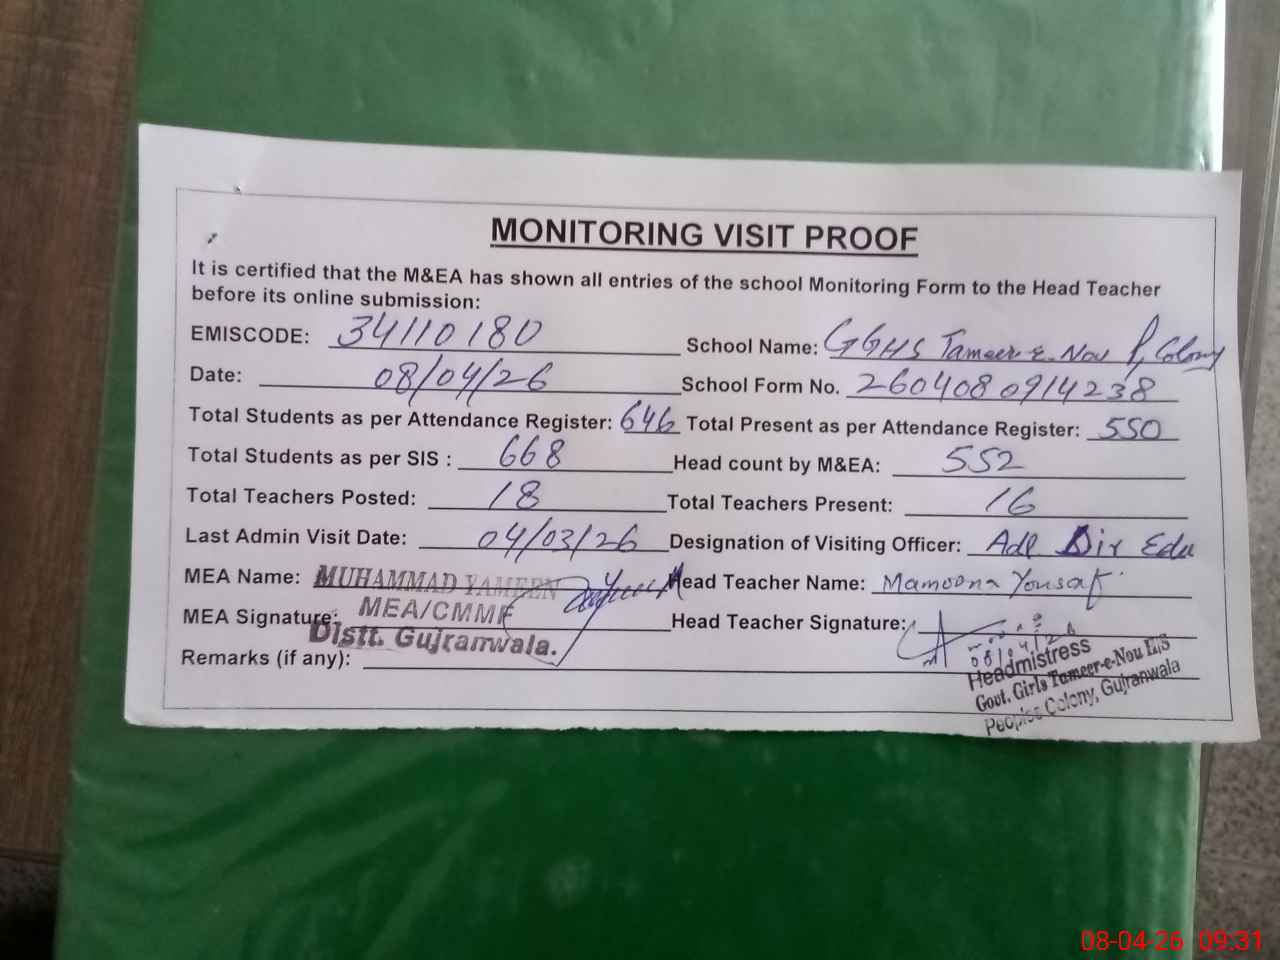 MONITORING VISIT PROOF
It is certified that the M&EA has shown all entries of the school Monitoring Form to the Head Teacher
before its online submission:
EMISCODE: 34110180 School Name: GGHS Tameer-e-Nou P, Colony
Date: 08/04/26 School Form No. 2604080914238
Total Students as per Attendance Register: 646 Total Present as per Attendance Register: 550
Total Students as per SIS : 668 Head count by M&EA: 552
Total Teachers Posted: 18 Total Teachers Present: 16
Last Admin Visit Date: 04/03/26 Designation of Visiting Officer: Adl Dir Edu
MEA Name: MUHAMMAD YAMEEN Head Teacher Name: Mamoona Yousaf
MEA/CMMF
MEA Signature: Head Teacher Signature:
Distt. Gujranwala.
08/04/26
Remarks (if any):
Headmistress
Govt. Girls Tameer-e-Nou H/S
Peoples Colony, Gujranwala
08-04-26 09:31